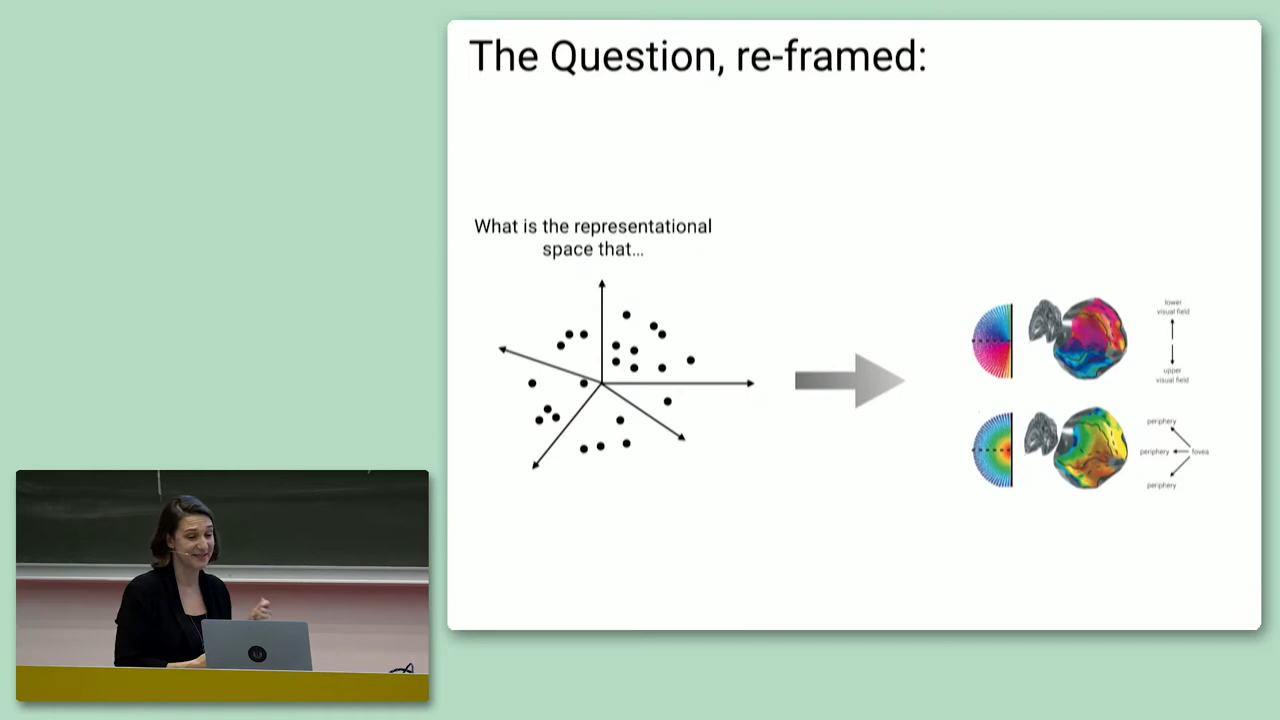 The Question, re-framed:
What is the representational
space that...
lower
visual field
upper
visual field
periphery
periphery
fovea
periphery